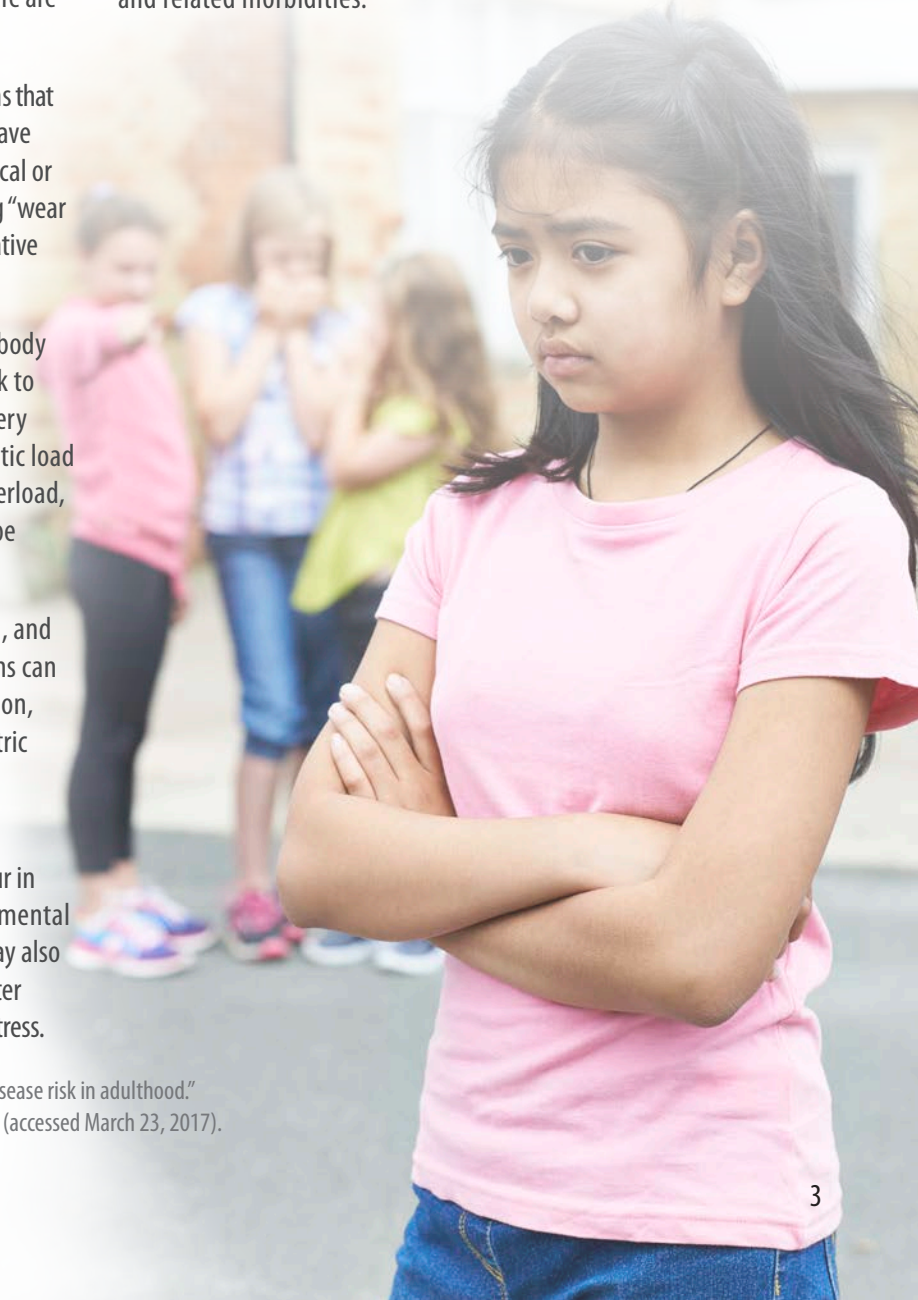 and related morbidities.
s that
ave
cal or
“wear
tive
body
k to
ery
tic load
erload,
be
, and
ns can
on,
tric
ur in
mental
ay also
ter
tress.
sease risk in adulthood.”
(accessed March 23, 2017).
3